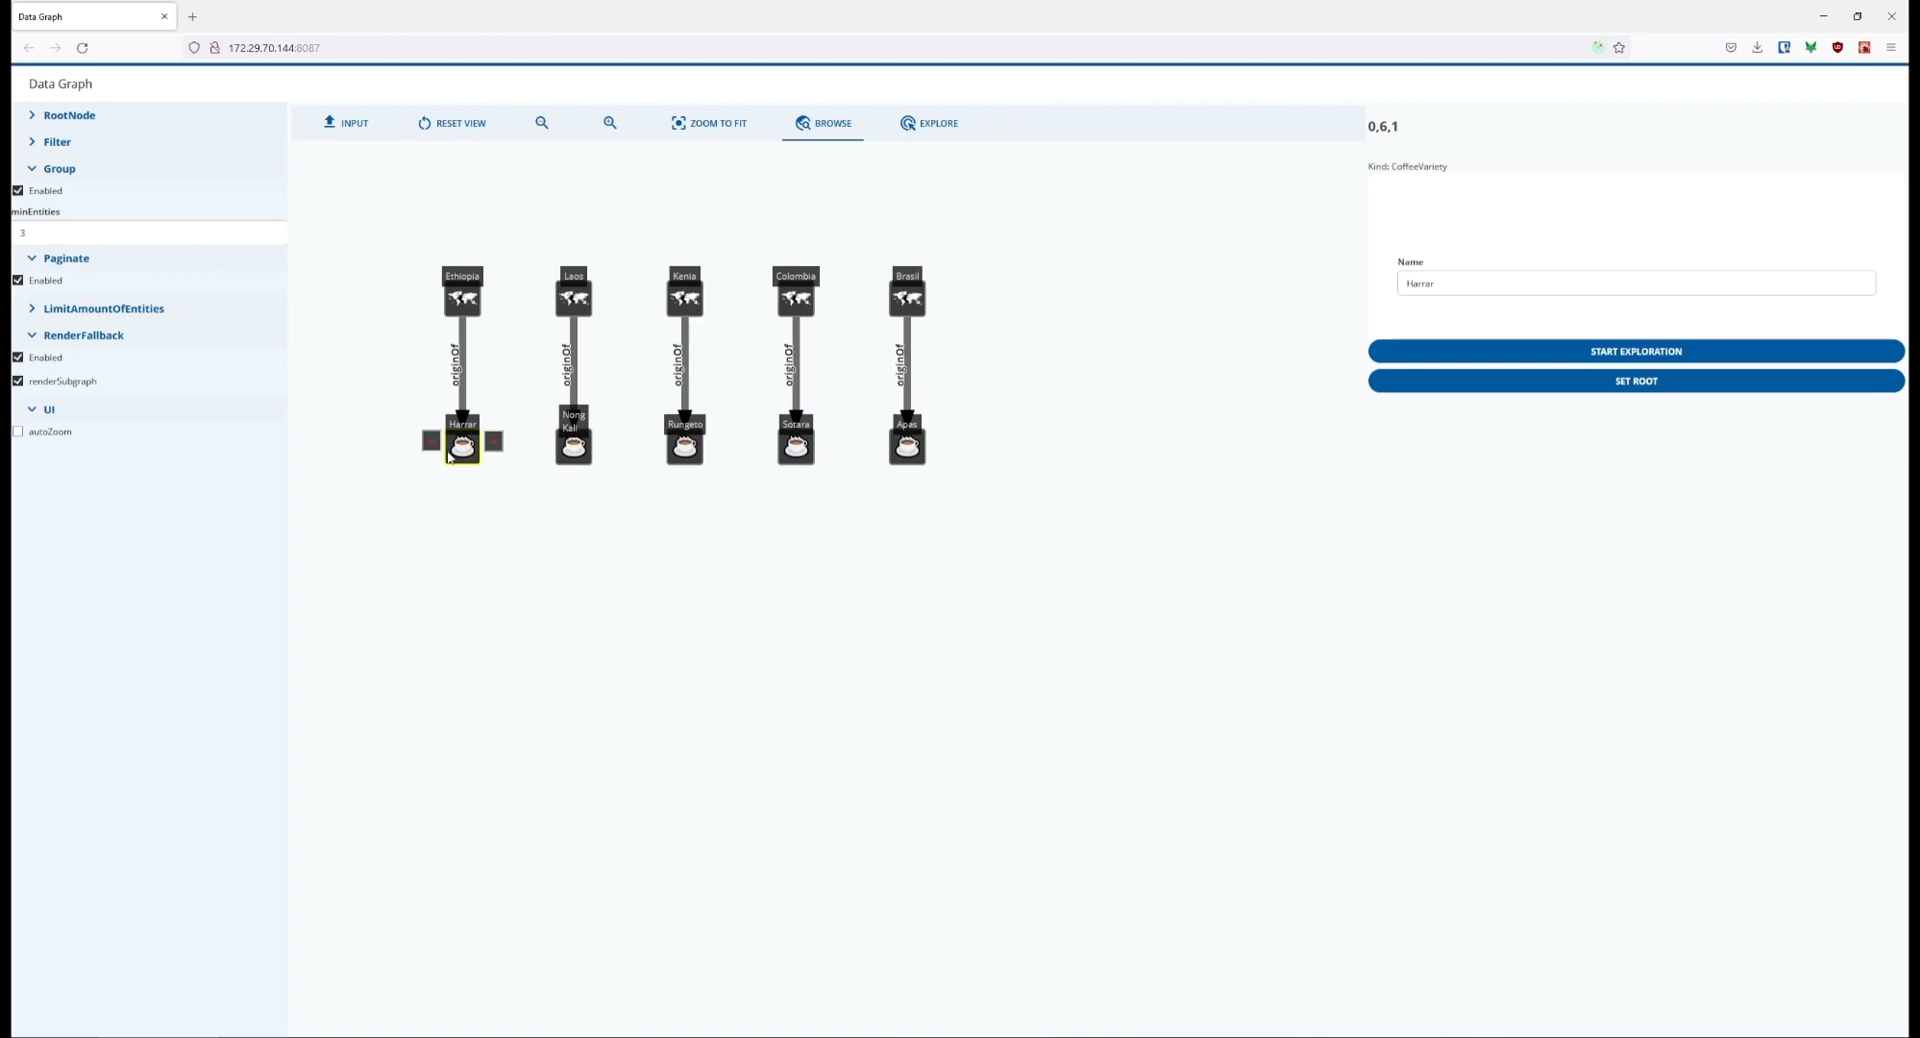 Data Graph
172.29.70.144:8087
Data Graph
RootNode
Filter
Group
Enabled
minEntities
3
Paginate
Enabled
LimitAmountOfEntities
RenderFallback
Enabled
renderSubgraph
UI
autoZoom
INPUT
RESET VIEW
ZOOM TO FIT
BROWSE
EXPLORE
Ethiopia
Laos
Kenia
Colombia
Brasil
originOf
originOf
originOf
originOf
originOf
Harrar
Nong
Kali
Rungeto
Sotara
Apas
0,6,1
Kind: CoffeeVariety
Name
Harrar
START EXPLORATION
SET ROOT